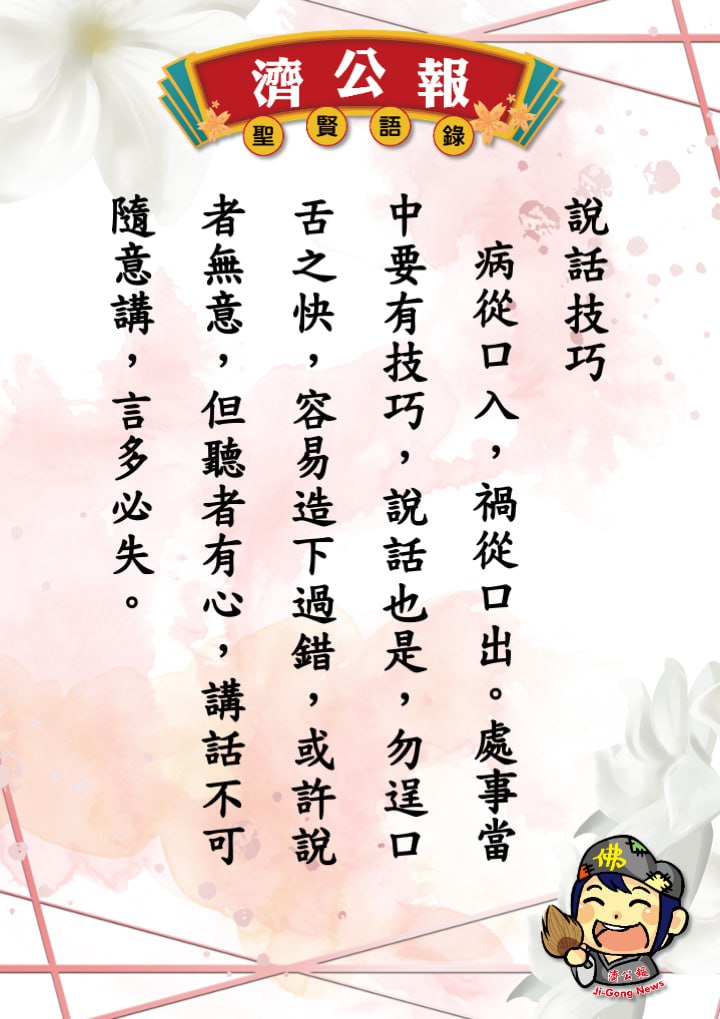 濟公報
聖賢語錄
說話技巧
病從口入，禍從口出。處事當
中要有技巧，說話也是，勿逞口
舌之快，容易造下過錯，或許說
者無意，但聽者有心，講話不可
隨意講，言多必失。
佛
濟公報
Ji-Gong News